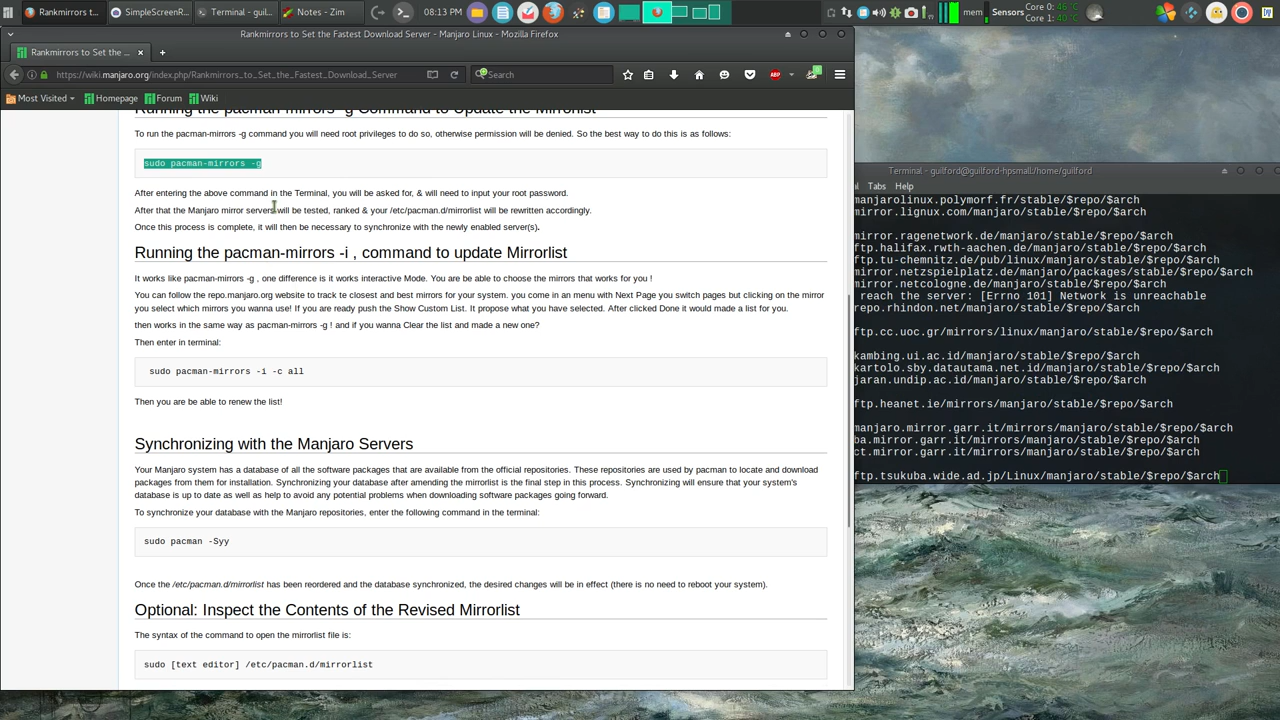 Rankmirrors t...
SimpleScreenR...
Terminal - guil...
Notes - Zim
08:13 PM
mem
Sensors
Core 0: 46°C
Core 1: 40°C
Rankmirrors to Set the Fastest Download Server - Manjaro Linux - Mozilla Firefox
Rankmirrors to Set the ...
https://wiki.manjaro.org/index.php/Rankmirrors_to_Set_the_Fastest_Download_Server
Search
ABP
0
Most Visited
Homepage
Forum
Wiki
Running the pacman-mirrors -g Command to Update the Mirrorlist
To run the pacman-mirrors -g command you will need root privileges to do so, otherwise permission will be denied. So the best way to do this is as follows:
sudo pacman-mirrors -g
After entering the above command in the Terminal, you will be asked for, & will need to input your root password.
After that the Manjaro mirror servers will be tested, ranked & your /etc/pacman.d/mirrorlist will be rewritten accordingly.
Once this process is complete, it will then be necessary to synchronize with the newly enabled server(s).
Running the pacman-mirrors -i , command to update Mirrorlist
It works like pacman-mirrors -g , one difference is it works interactive Mode. You are be able to choose the mirrors that works for you !
You can follow the repo.manjaro.org website to track te closest and best mirrors for your system. you come in an menu with Next Page you switch pages but clicking on the mirror
you select which mirrors you wanna use! If you are ready push the Show Custom List. It propose what you have selected. After clicked Done it would made a list for you.
then works in the same way as pacman-mirrors -g ! and if you wanna Clear the list and made a new one?
Then enter in terminal:
sudo pacman-mirrors -i -c all
Then you are be able to renew the list!
Synchronizing with the Manjaro Servers
Your Manjaro system has a database of all the software packages that are available from the official repositories. These repositories are used by pacman to locate and download
packages from them for installation. Synchronizing your database after amending the mirrorlist is the final step in this process. Synchronizing will ensure that your system's
database is up to date as well as help to avoid any potential problems when downloading software packages going forward.
To synchronize your database with the Manjaro repositories, enter the following command in the terminal:
sudo pacman -Syy
Once the /etc/pacman.d/mirrorlist has been reordered and the database synchronized, the desired changes will be in effect (there is no need to reboot your system).
Optional: Inspect the Contents of the Revised Mirrorlist
The syntax of the command to open the mirrorlist file is:
sudo [text editor] /etc/pacman.d/mirrorlist
Terminal - guilford@guilford-hpsmall:/home/guilford
al Tabs Help
manjarolinux.polymorf.fr/stable/$repo/$arch
mirror.lignux.com/manjaro/stable/$repo/$arch
mirror.ragenetwork.de/manjaro/stable/$repo/$arch
ftp.halifax.rwth-aachen.de/manjaro/stable/$repo/$arch
ftp.tu-chemnitz.de/pub/linux/manjaro/stable/$repo/$arch
mirror.netzspielplatz.de/manjaro/packages/stable/$repo/$arch
mirror.netcologne.de/manjaro/stable/$repo/$arch
reach the server: [Errno 101] Network is unreachable
repo.rhindon.net/manjaro/stable/$repo/$arch
ftp.cc.uoc.gr/mirrors/linux/manjaro/stable/$repo/$arch
kambing.ui.ac.id/manjaro/stable/$repo/$arch
kartolo.sby.datautama.net.id/manjaro/stable/$repo/$arch
jaran.undip.ac.id/manjaro/stable/$repo/$arch
ftp.heanet.ie/mirrors/manjaro/stable/$repo/$arch
manjaro.mirror.garr.it/mirrors/manjaro/stable/$repo/$arch
ba.mirror.garr.it/mirrors/manjaro/stable/$repo/$arch
ct.mirror.garr.it/mirrors/manjaro/stable/$repo/$arch
ftp.tsukuba.wide.ad.jp/Linux/manjaro/stable/$repo/$arch